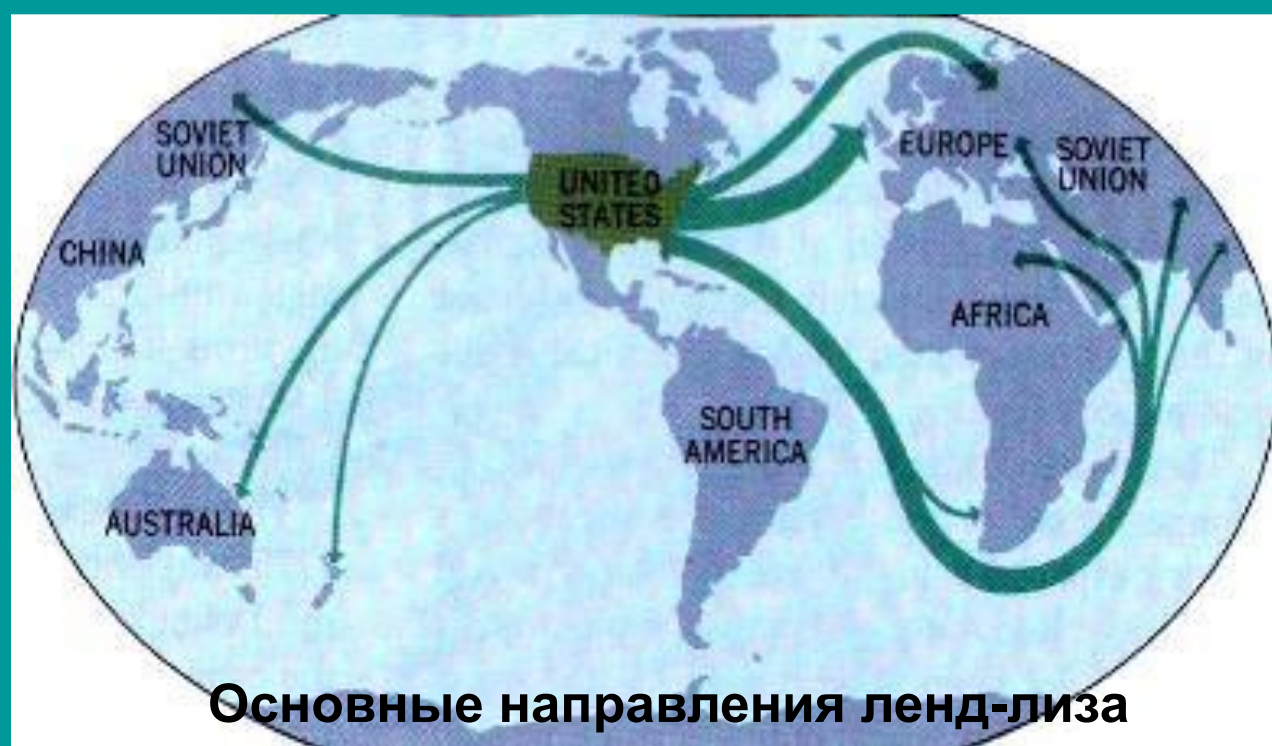 SOVIET
UNION
CHINA
AUSTRALIA
UNITED
STATES
SOUTH
AMERICA
EUROPE
SOVIET
UNION
AFRICA
Основные направления ленд-лиза